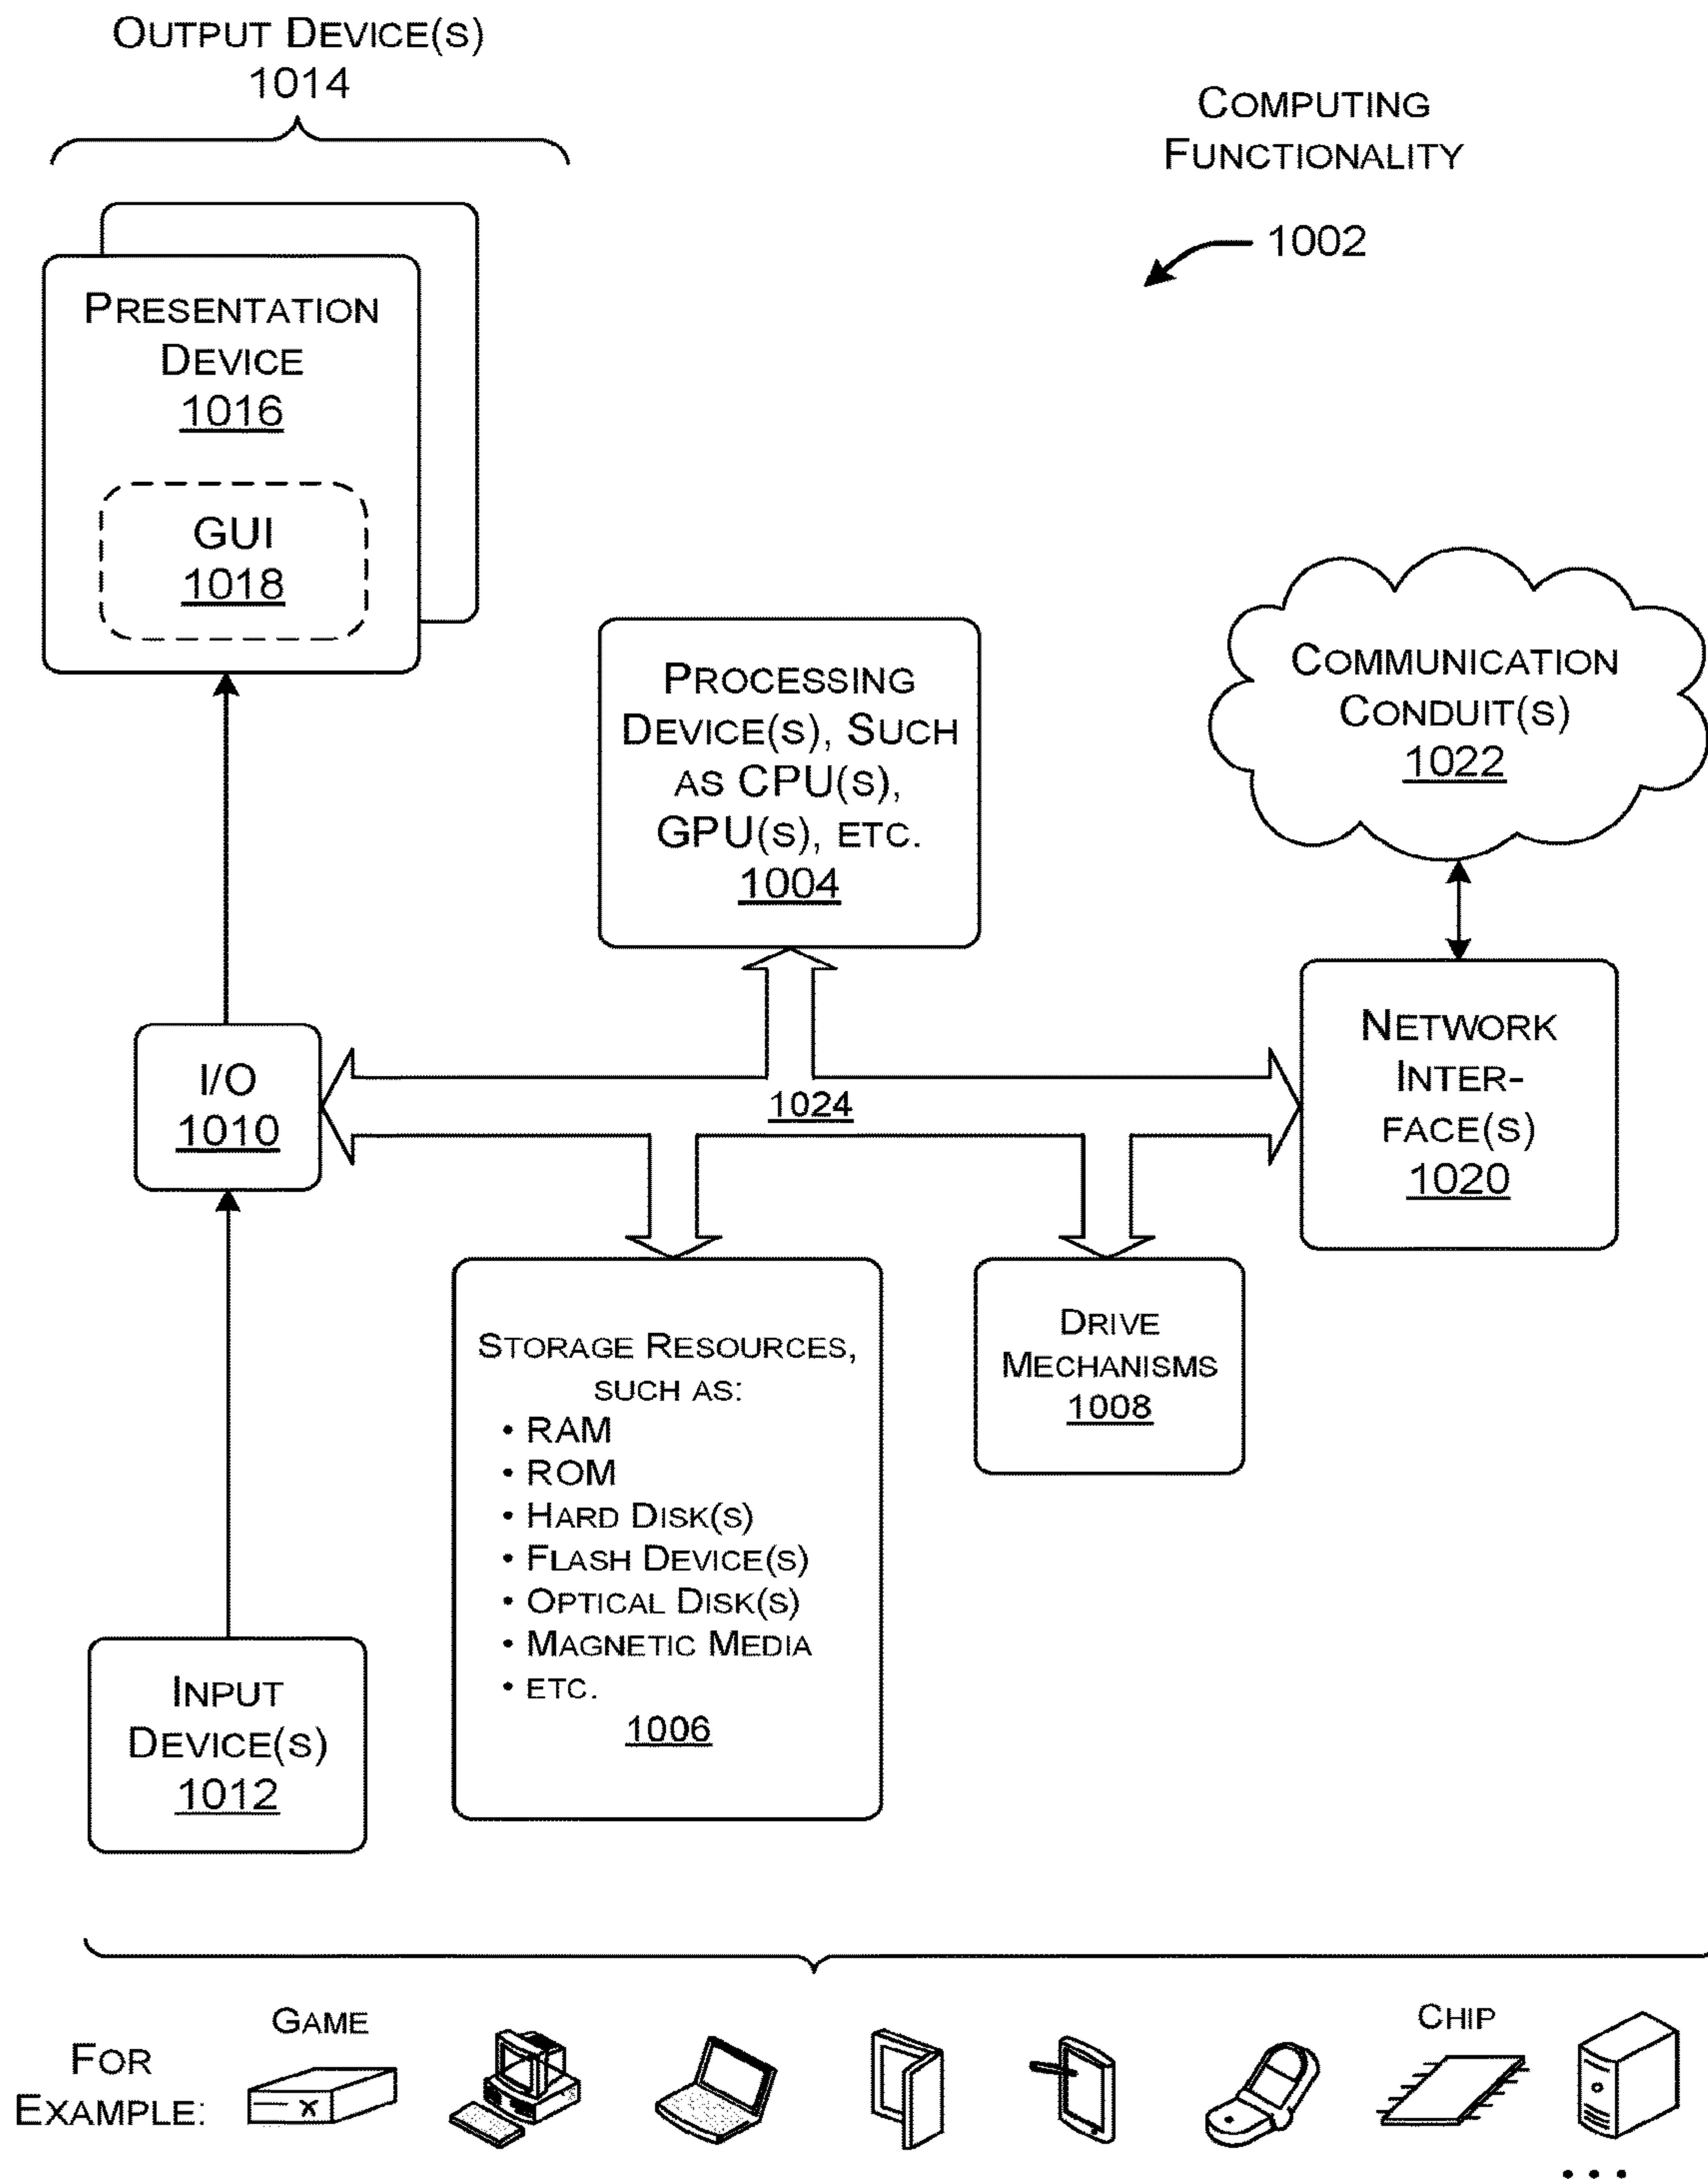 OUTPUT DEVICE(S)
1014
COMPUTING
FUNCTIONALITY
1002
PRESENTATION
DEVICE
1016
GUI
1018
PROCESSING
DEVICE(S), SUCH
AS CPU(S),
GPU(S), ETC.
1004
COMMUNICATION
CONDUIT(S)
1022
I/O
1010
1024
NETWORK
INTER-
FACE(S)
1020
STORAGE RESOURCES,
SUCH AS:
• RAM
• ROM
• HARD DISK(S)
• FLASH DEVICE(S)
• OPTICAL DISK(S)
• MAGNETIC MEDIA
• ETC.
1006
DRIVE
MECHANISMS
1008
INPUT
DEVICE(S)
1012
FOR
EXAMPLE:
GAME
CHIP
...